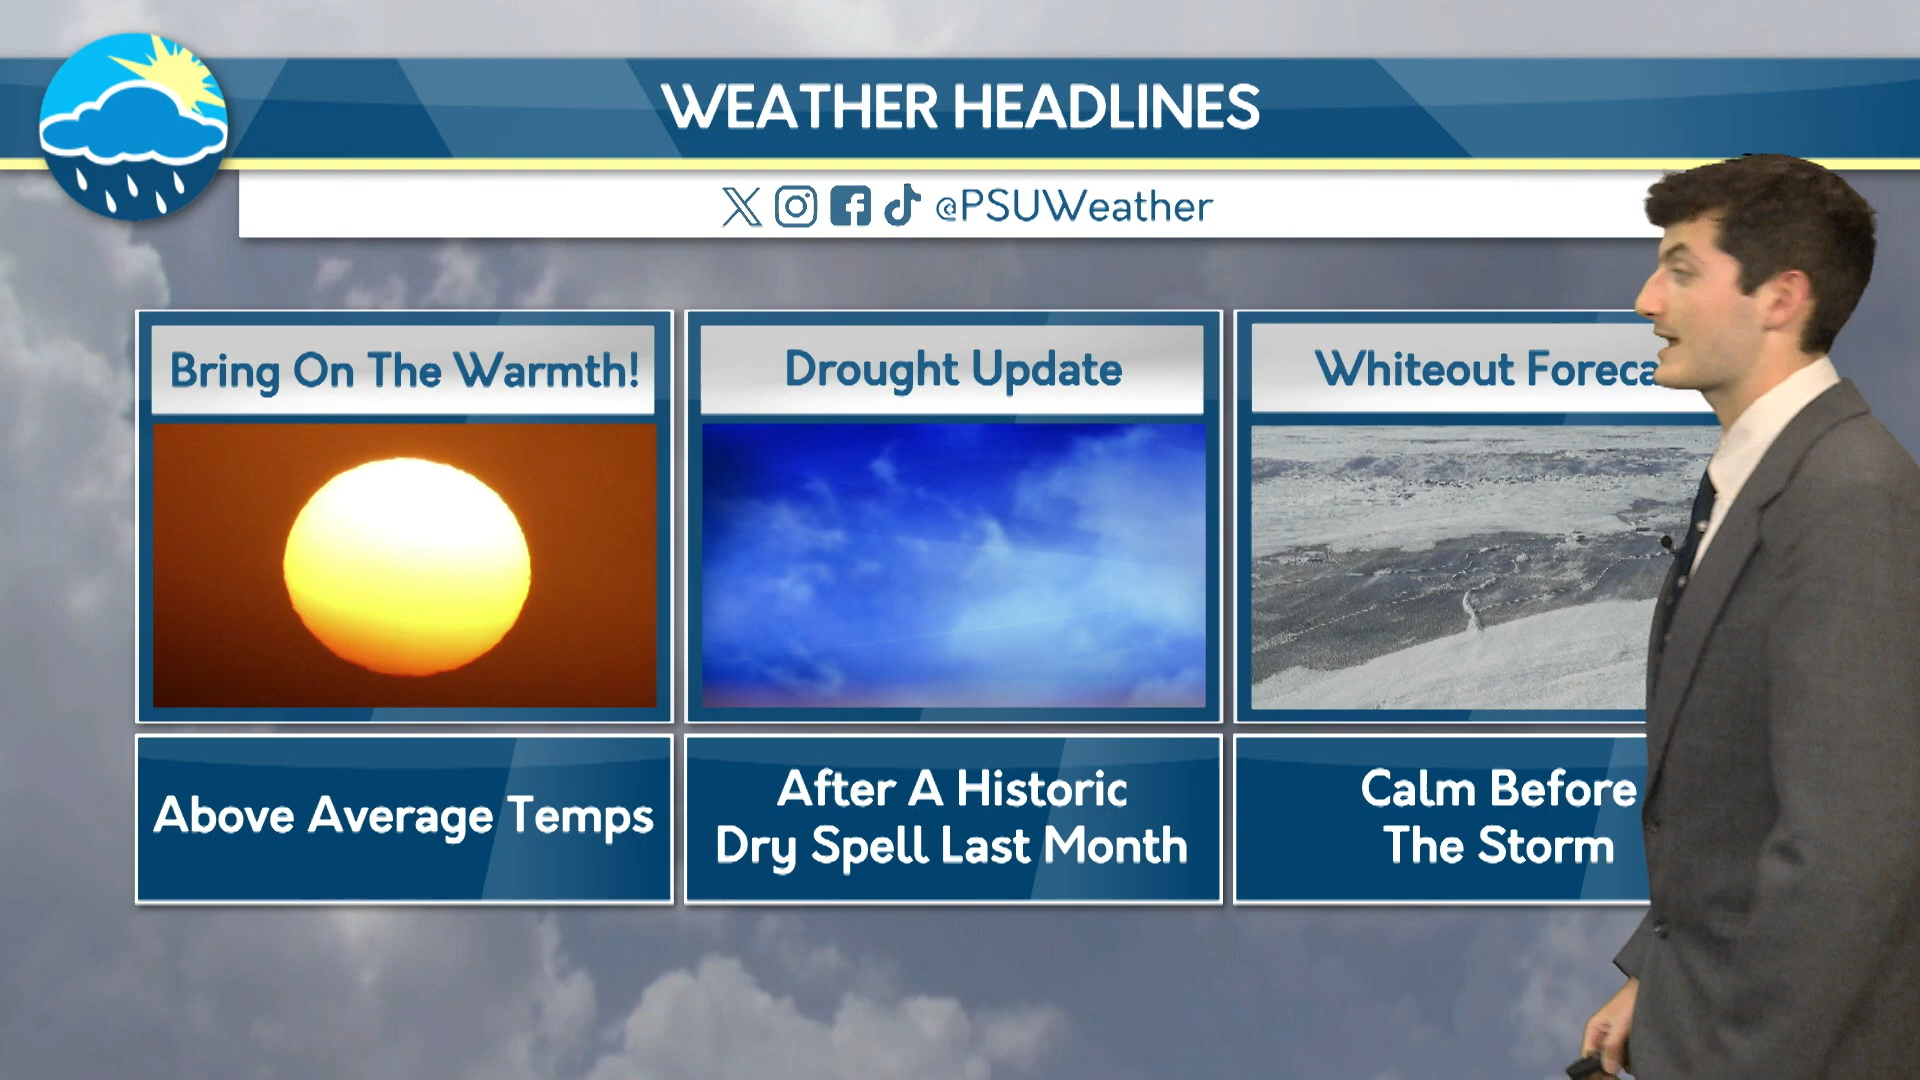 WEATHER HEADLINES
@PSUWeather
Bring On The Warmth!
Drought Update
Whiteout
Above Average Temps
After A Historic
Dry Spell Last Month
Calm Before
The Storm